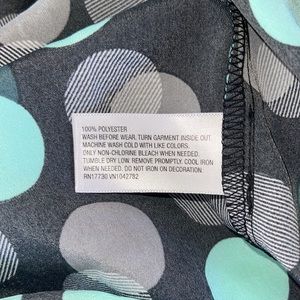 100% POLYESTER
WASH BEFORE WEAR. TURN GARMENT INSIDE OUT.
MACHINE WASH COLD WITH LIKE COLORS.
ONLY NON-CHLORINE BLEACH WHEN NEEDED.
TUMBLE DRY LOW. REMOVE PROMPTLY. COOL IRON
WHEN NEEDED. DO NOT IRON ON DECORATION.
RN17730 VN1042782